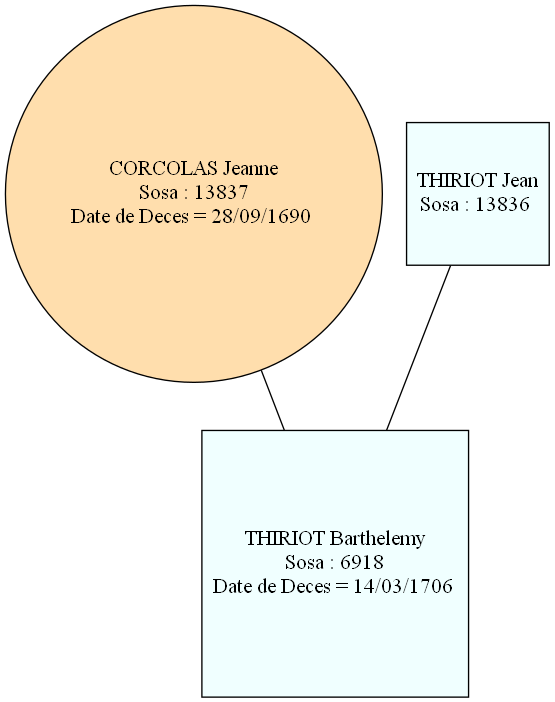 CORCOLAS Jeanne
Sosa : 13837
Date de Deces = 28/09/1690
THIRIOT Jean
Sosa : 13836
THIRIOT Barthelemy
Sosa : 6918
Date de Deces = 14/03/1706